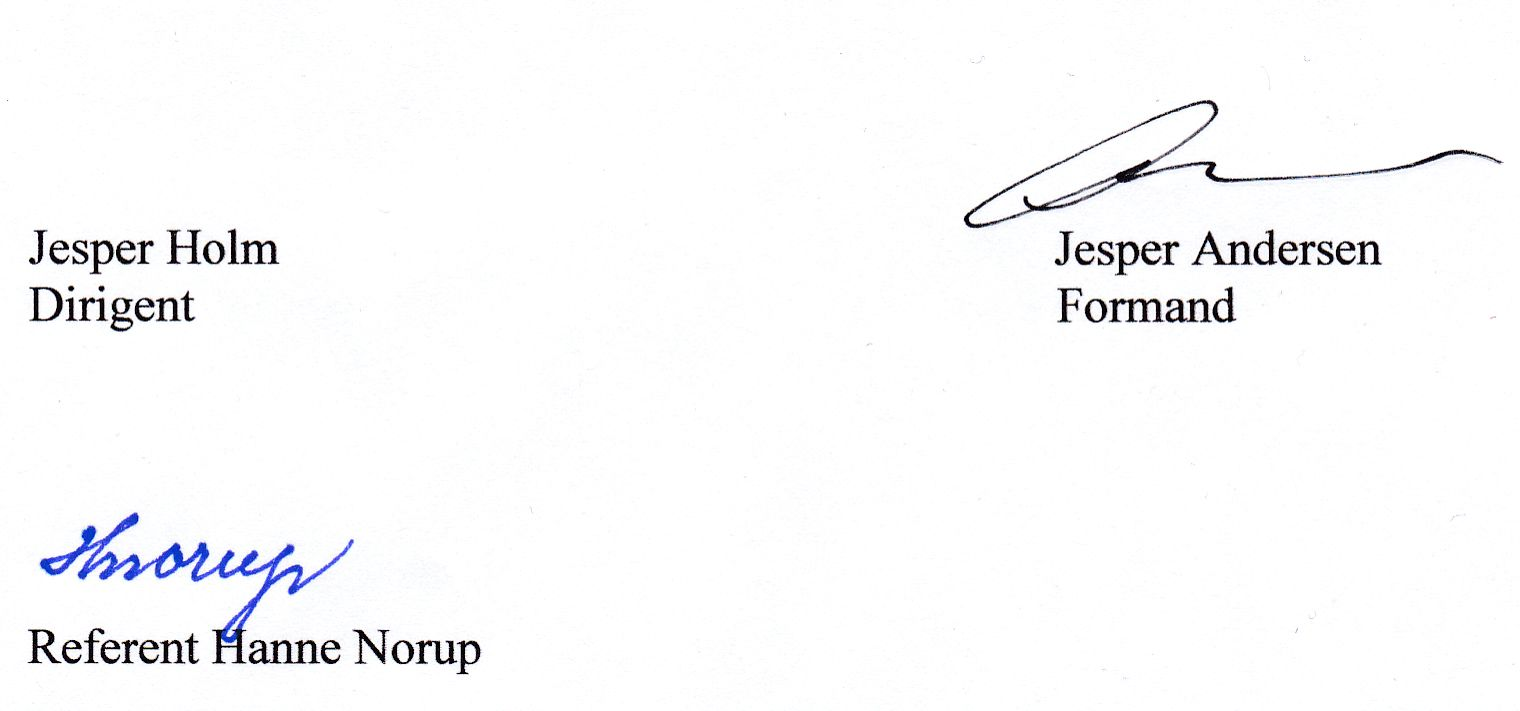 Jesper Holm
Dirigent
Jesper Andersen
Formand
Hnorup
Referent Hanne Norup